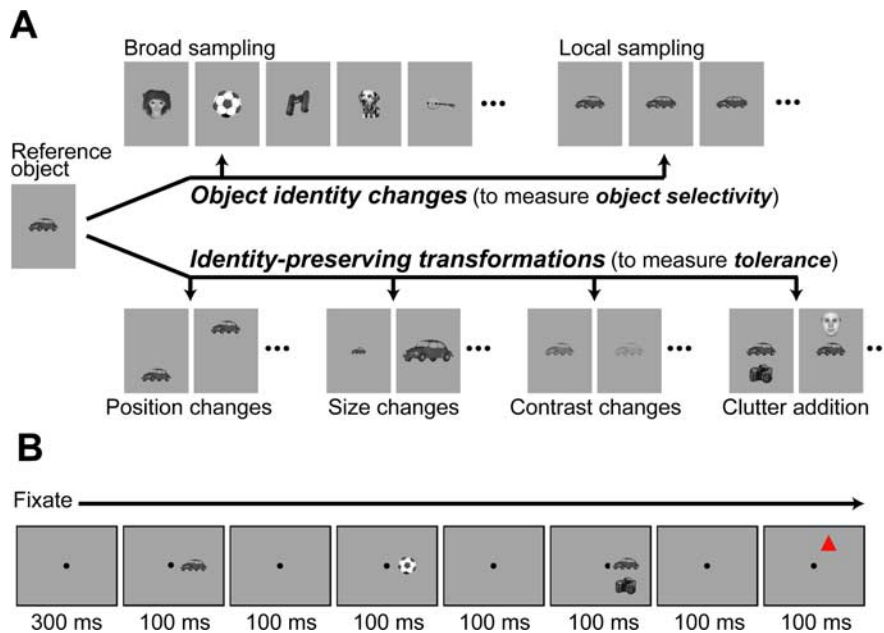 A
Broad sampling
Local sampling
Reference
object
Object identity changes (to measure object selectivity)
Identity-preserving transformations (to measure tolerance)
Position changes
Size changes
Contrast changes
Clutter addition
B
Fixate
300 ms
100 ms
100 ms
100 ms
100 ms
100 ms
100 ms
100 ms